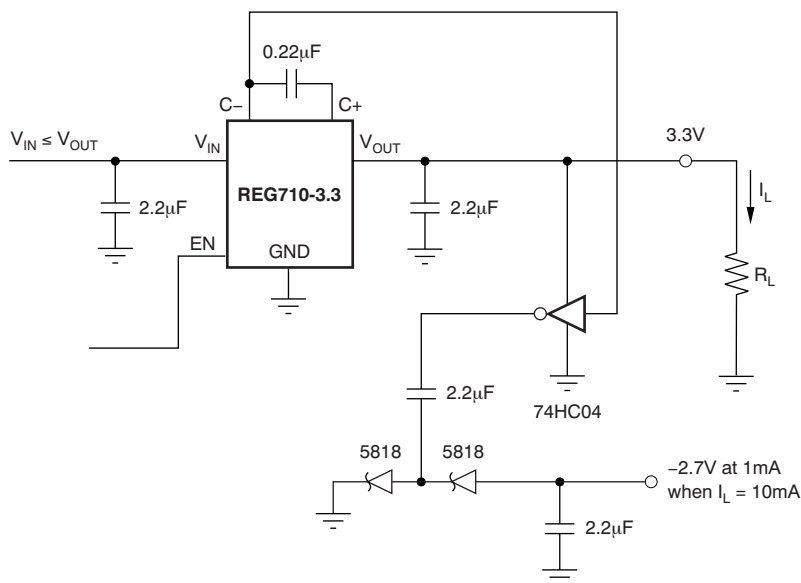 0.22μF
C–
C+
V_IN ≤ V_OUT
V_IN
V_OUT
3.3V
REG710-3.3
2.2μF
2.2μF
I_L
EN
GND
R_L
2.2μF
74HC04
5818
5818
–2.7V at 1mA
when I_L = 10mA
2.2μF